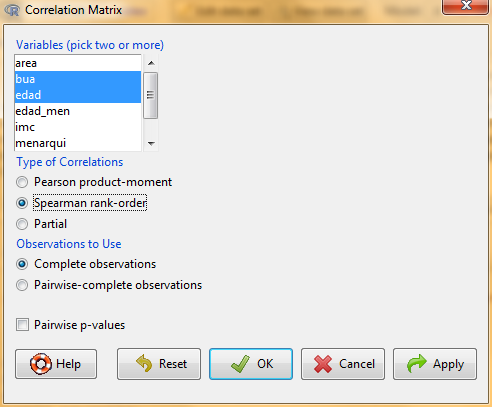 Correlation Matrix
Variables (pick two or more)
area
bua
edad
edad_men
imc
menarqui
Type of Correlations
Pearson product-moment
Spearman rank-order
Partial
Observations to Use
Complete observations
Pairwise-complete observations
Pairwise p-values
Help Reset OK Cancel Apply